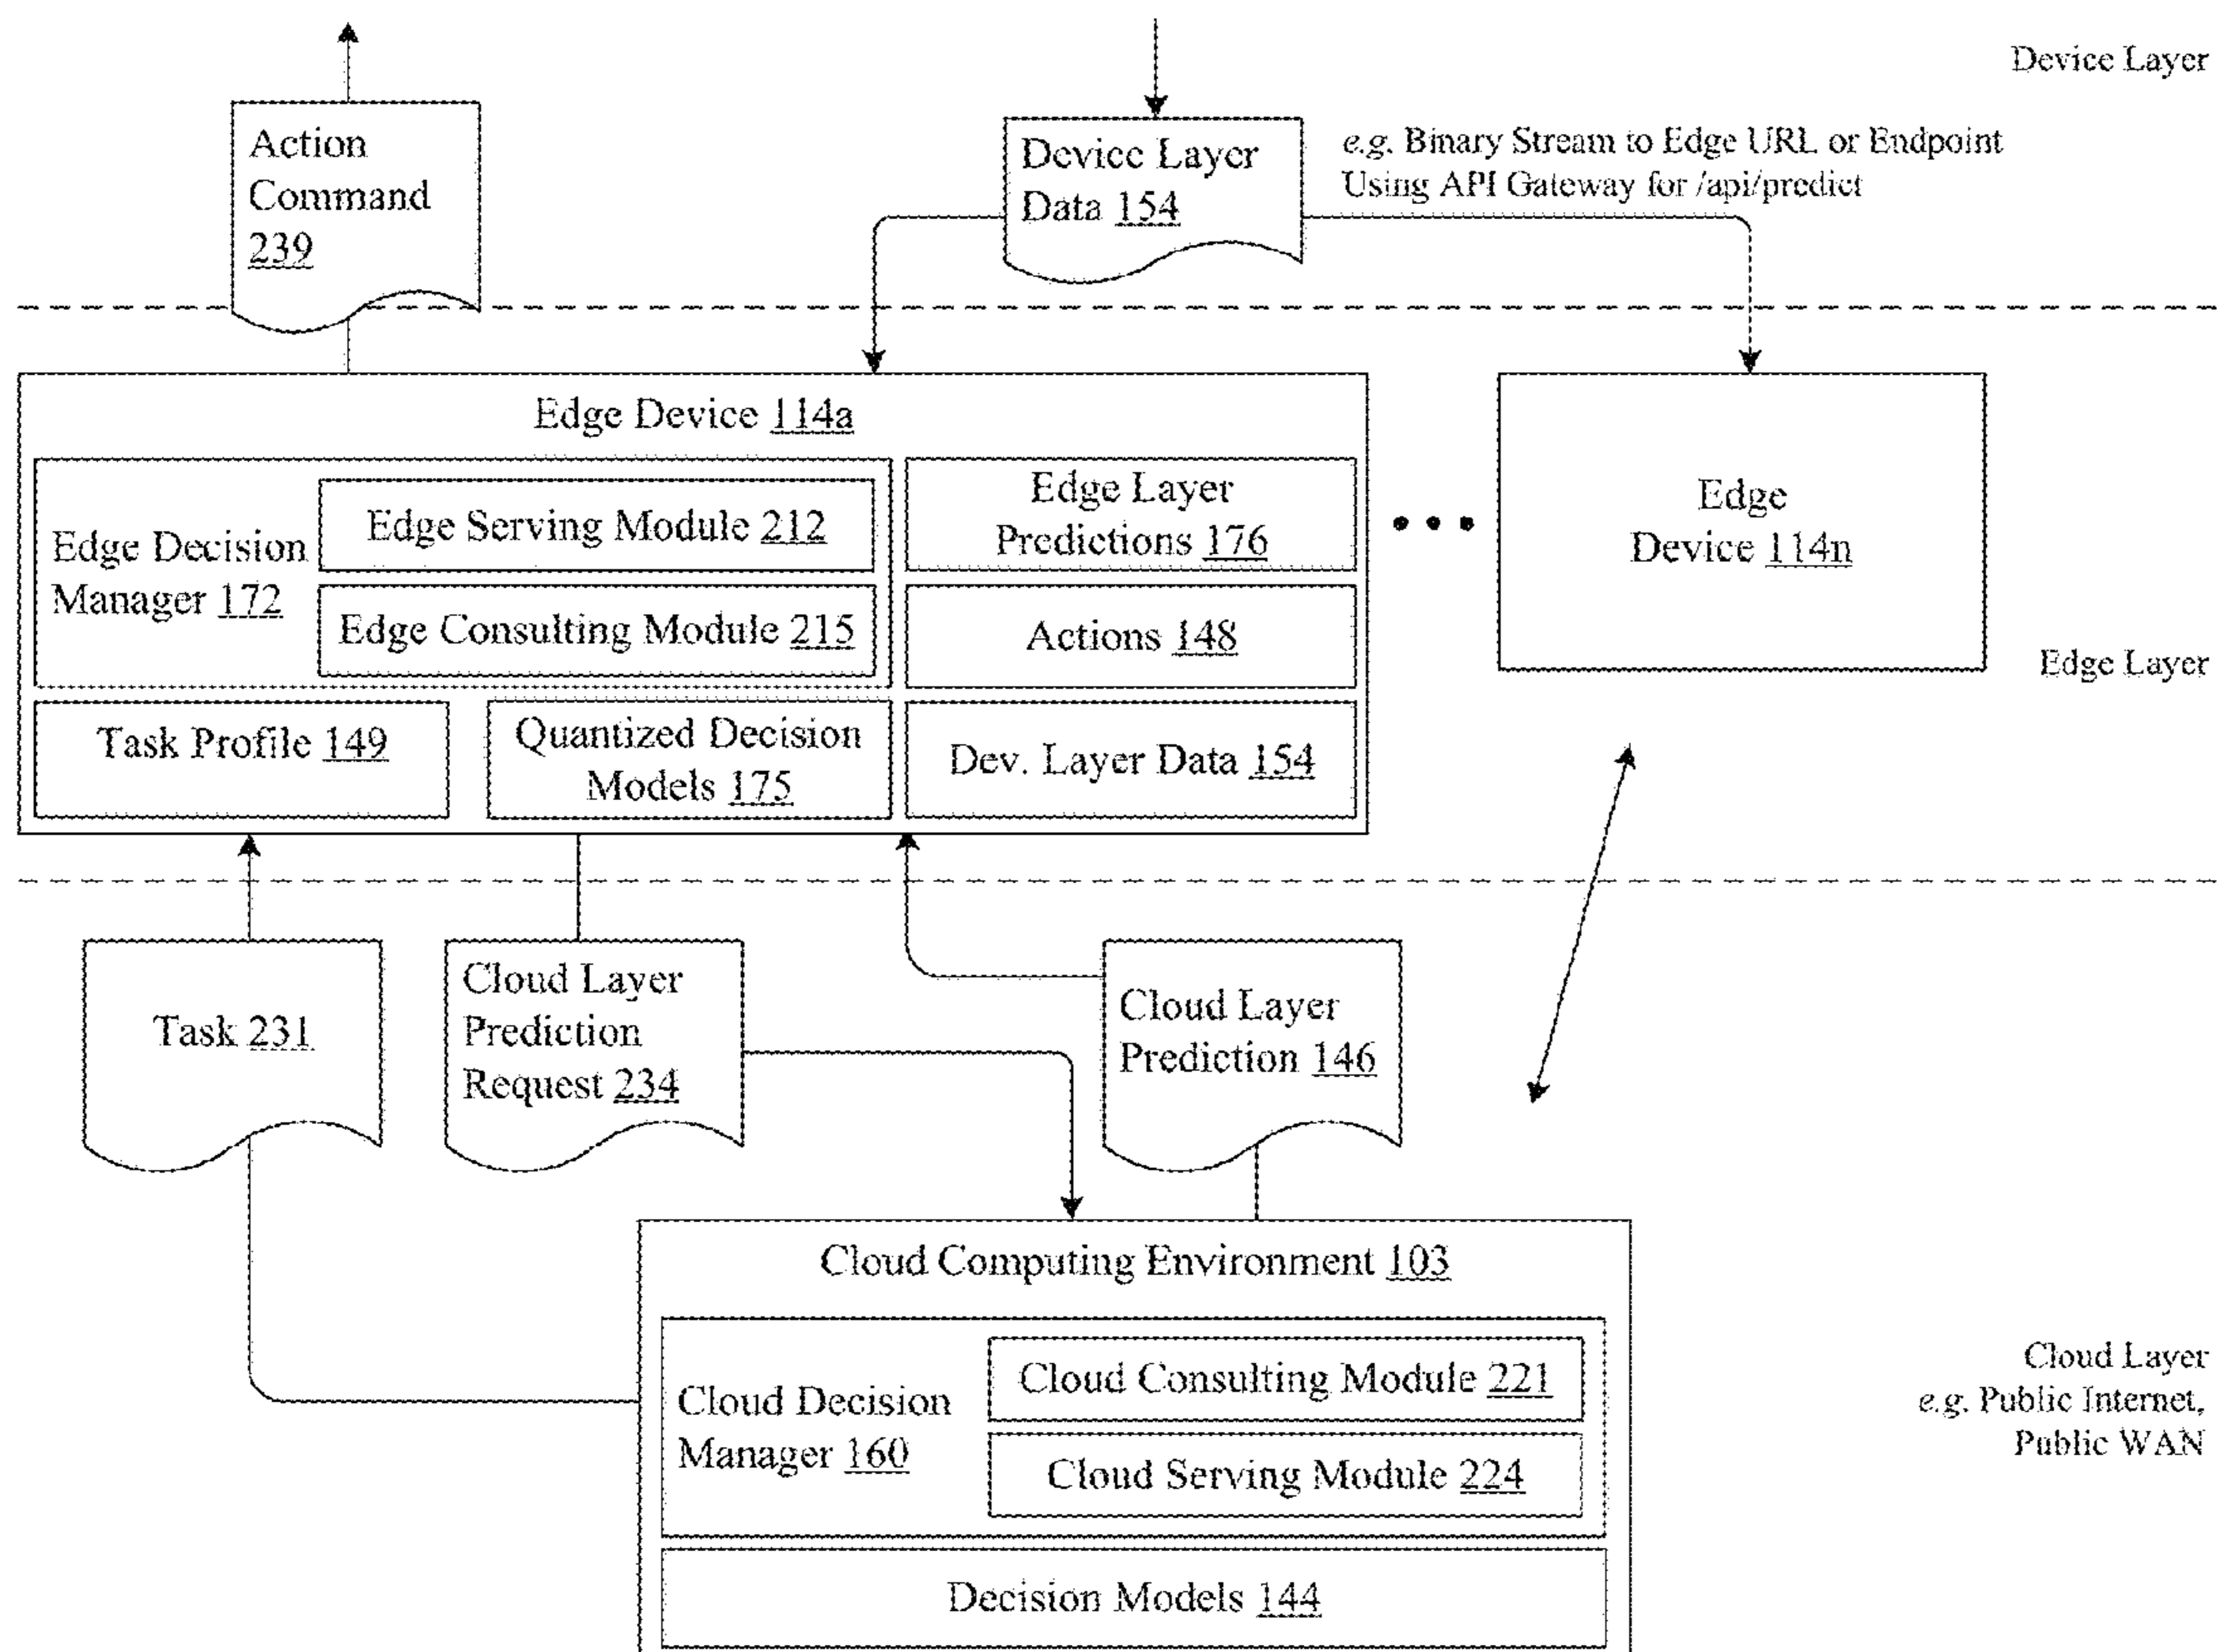 Device Layer
Action
Command
239
Device Layer
Data 154
e.g. Binary Stream to Edge URL or Endpoint
Using API Gateway for /api/predict
Edge Device 114a
Edge Decision
Manager 172
Edge Serving Module 212
Edge Consulting Module 215
Edge Layer
Predictions 176
Actions 148
Task Profile 149
Quantized Decision
Models 175
Dev. Layer Data 154
Edge
Device 114n
Edge Layer
Task 231
Cloud Layer
Prediction
Request 234
Cloud Layer
Prediction 146
Cloud Computing Environment 103
Cloud Decision
Manager 160
Cloud Consulting Module 221
Cloud Serving Module 224
Decision Models 144
Cloud Layer
e.g. Public Internet,
Public WAN